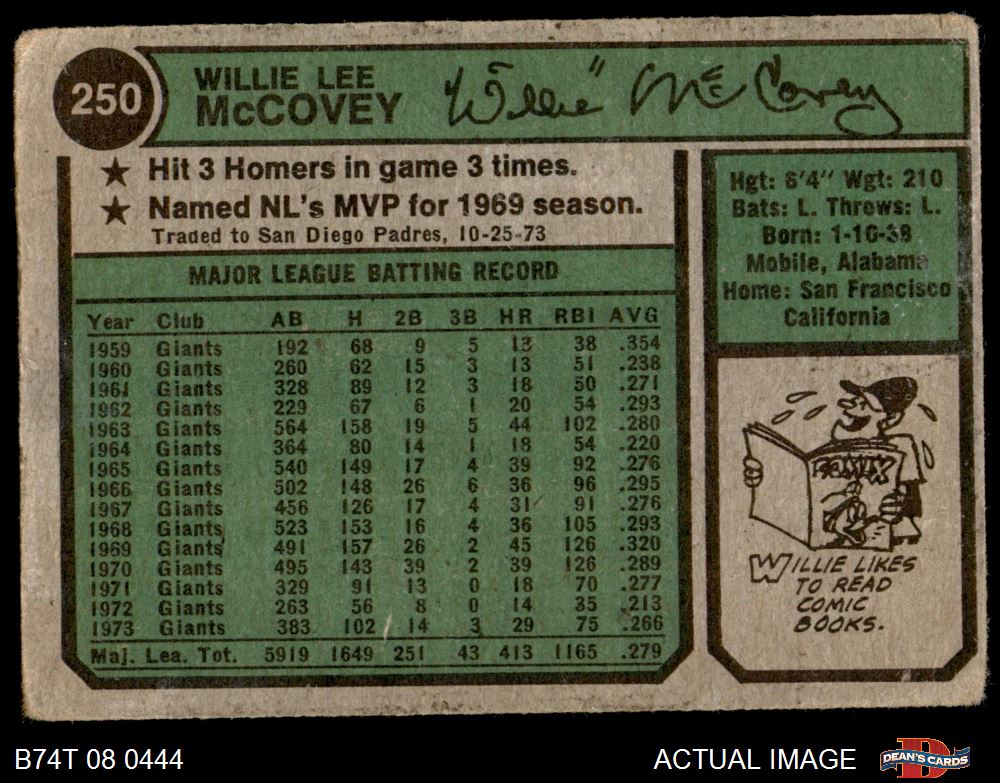 250
WILLIE LEE
McCOVEY
"Willie" McCovey
★ Hit 3 Homers in game 3 times.
★ Named NL's MVP for 1969 season.
Traded to San Diego Padres, 10-25-73
MAJOR LEAGUE BATTING RECORD
Year Club AB H 2B 3B HR RBI AVG
1959 Giants 192 68 9 5 13 38 .354
1960 Giants 260 62 15 3 13 51 .238
1961 Giants 328 89 12 3 18 50 .271
1962 Giants 229 67 6 1 20 54 .293
1963 Giants 564 158 19 5 44 102 .280
1964 Giants 364 80 14 1 18 54 .220
1965 Giants 540 149 17 4 39 92 .276
1966 Giants 502 148 26 6 36 96 .295
1967 Giants 456 126 17 4 31 91 .276
1968 Giants 523 153 16 4 36 105 .293
1969 Giants 491 157 26 2 45 126 .320
1970 Giants 495 143 39 2 39 126 .289
1971 Giants 329 91 13 0 18 70 .277
1972 Giants 263 56 8 0 14 35 .213
1973 Giants 383 102 14 3 29 75 .266
Maj. Lea. Tot. 5919 1649 251 43 413 1165 .279
Hgt: 6'4" Wgt: 210
Bats: L. Throws: L.
Born: 1-10-38
Mobile, Alabama
Home: San Francisco
California
COMIX
WILLIE LIKES
TO READ
COMIC
BOOKS.
B74T 08 0444
ACTUAL IMAGE
DEAN'S CARDS